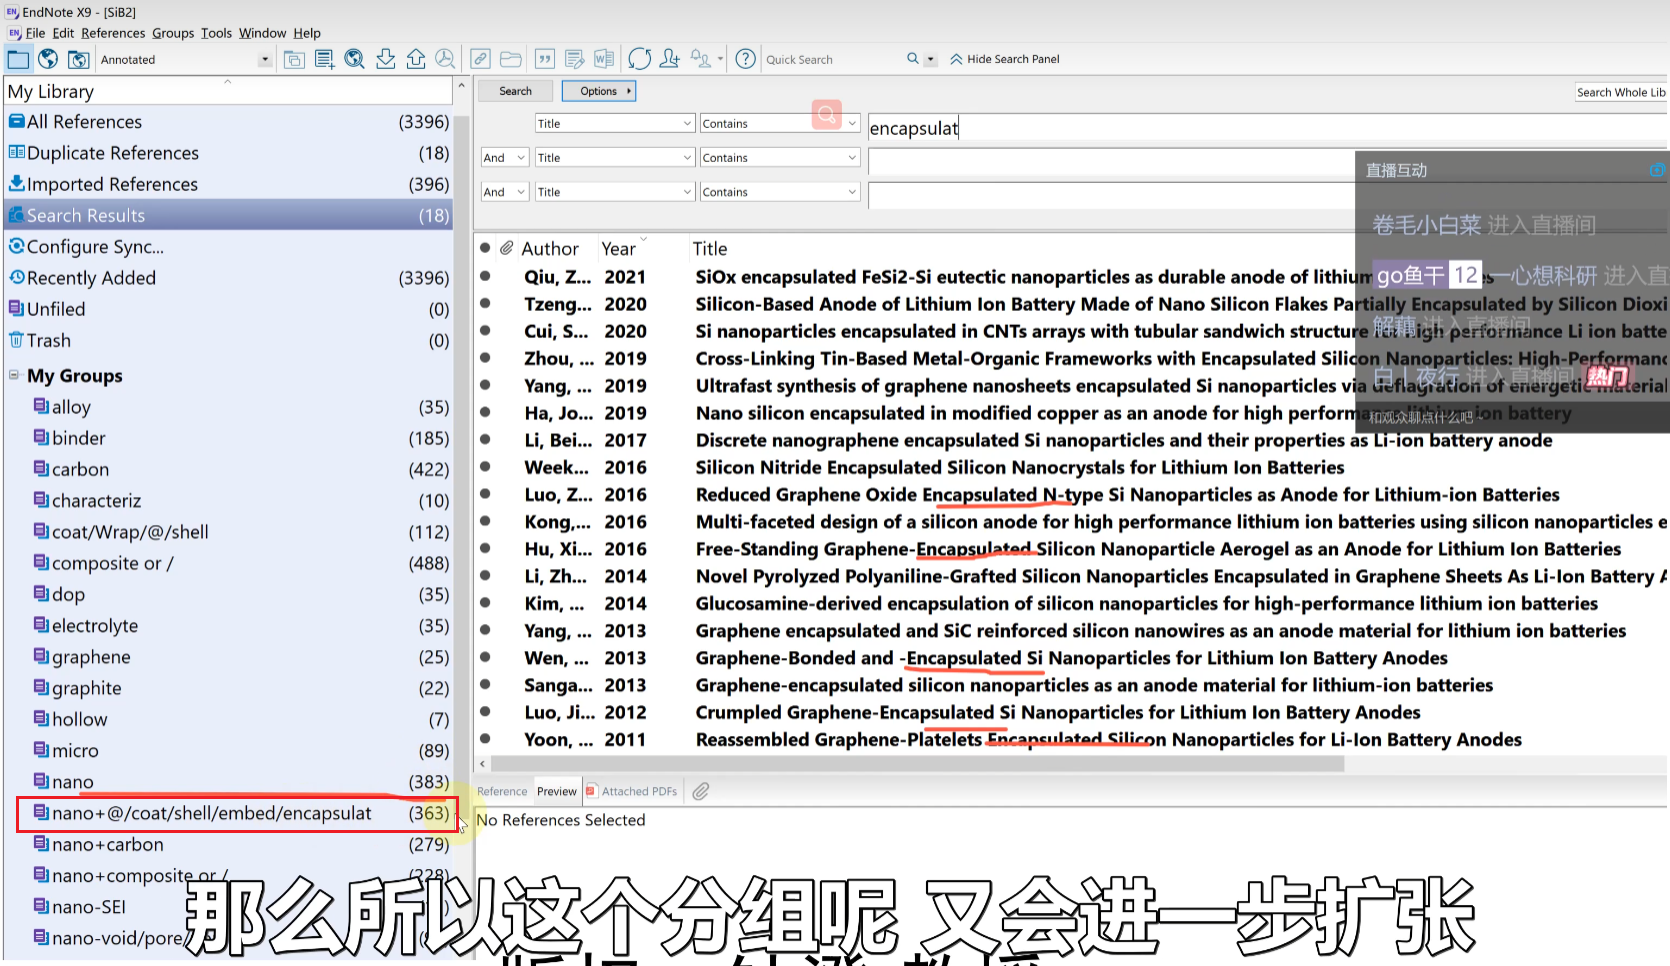 EndNote X9 - [SiB2]
File Edit References Groups Tools Window Help
Annotated
Quick Search
Hide Search Panel
My Library
All References (3396)
Duplicate References (18)
Imported References (396)
Search Results (18)
Configure Sync...
Recently Added (3396)
Unfiled (0)
Trash (0)
My Groups
alloy (35)
binder (185)
carbon (422)
characteriz (10)
coat/Wrap/@/shell (112)
composite or / (488)
dop (35)
electrolyte (35)
graphene (25)
graphite (22)
hollow (7)
micro (89)
nano (383)
nano+@/coat/shell/embed/encapsulat (363)
nano+carbon (279)
nano+composite or / (228)
nano-SEI
nano-void/pore/
Search Options Search Whole Lib
Title Contains encapsulat
And Title Contains
And Title Contains
Author Year Title
Qiu, Z... 2021 SiOx encapsulated FeSi2-Si eutectic nanoparticles as durable anode of lithium
Tzeng... 2020 Silicon-Based Anode of Lithium Ion Battery Made of Nano Silicon Flakes Partially Encapsulated by Silicon Dioxi
Cui, S... 2020 Si nanoparticles encapsulated in CNTs arrays with tubular sandwich structure for high performance Li ion batte
Zhou, ... 2019 Cross-Linking Tin-Based Metal-Organic Frameworks with Encapsulated Silicon Nanoparticles: High-Performanc
Yang, ... 2019 Ultrafast synthesis of graphene nanosheets encapsulated Si nanoparticles via deflagration of energetic material
Ha, Jo... 2019 Nano silicon encapsulated in modified copper as an anode for high performance lithium ion battery
Li, Bei... 2017 Discrete nanographene encapsulated Si nanoparticles and their properties as Li-ion battery anode
Week... 2016 Silicon Nitride Encapsulated Silicon Nanocrystals for Lithium Ion Batteries
Luo, Z... 2016 Reduced Graphene Oxide Encapsulated N-type Si Nanoparticles as Anode for Lithium-ion Batteries
Kong,... 2016 Multi-faceted design of a silicon anode for high performance lithium ion batteries using silicon nanoparticles e
Hu, Xi... 2016 Free-Standing Graphene-Encapsulated Silicon Nanoparticle Aerogel as an Anode for Lithium Ion Batteries
Li, Zh... 2014 Novel Pyrolyzed Polyaniline-Grafted Silicon Nanoparticles Encapsulated in Graphene Sheets As Li-Ion Battery A
Kim, ... 2014 Glucosamine-derived encapsulation of silicon nanoparticles for high-performance lithium ion batteries
Yang, ... 2013 Graphene encapsulated and SiC reinforced silicon nanowires as an anode material for lithium ion batteries
Wen, ... 2013 Graphene-Bonded and -Encapsulated Si Nanoparticles for Lithium Ion Battery Anodes
Sanga... 2013 Graphene-encapsulated silicon nanoparticles as an anode material for lithium-ion batteries
Luo, Ji... 2012 Crumpled Graphene-Encapsulated Si Nanoparticles for Lithium Ion Battery Anodes
Yoon, ... 2011 Reassembled Graphene-Platelets Encapsulated Silicon Nanoparticles for Li-Ion Battery Anodes
直播互动
卷毛小白菜 进入直播间
go鱼干 12 一心想科研 进入直
解藕 进入直播间
白丨夜行 进入直播间 热门
和观众聊点什么吧~
Reference Preview Attached PDFs
No References Selected
那么所以这个分组呢 又会进一步扩张